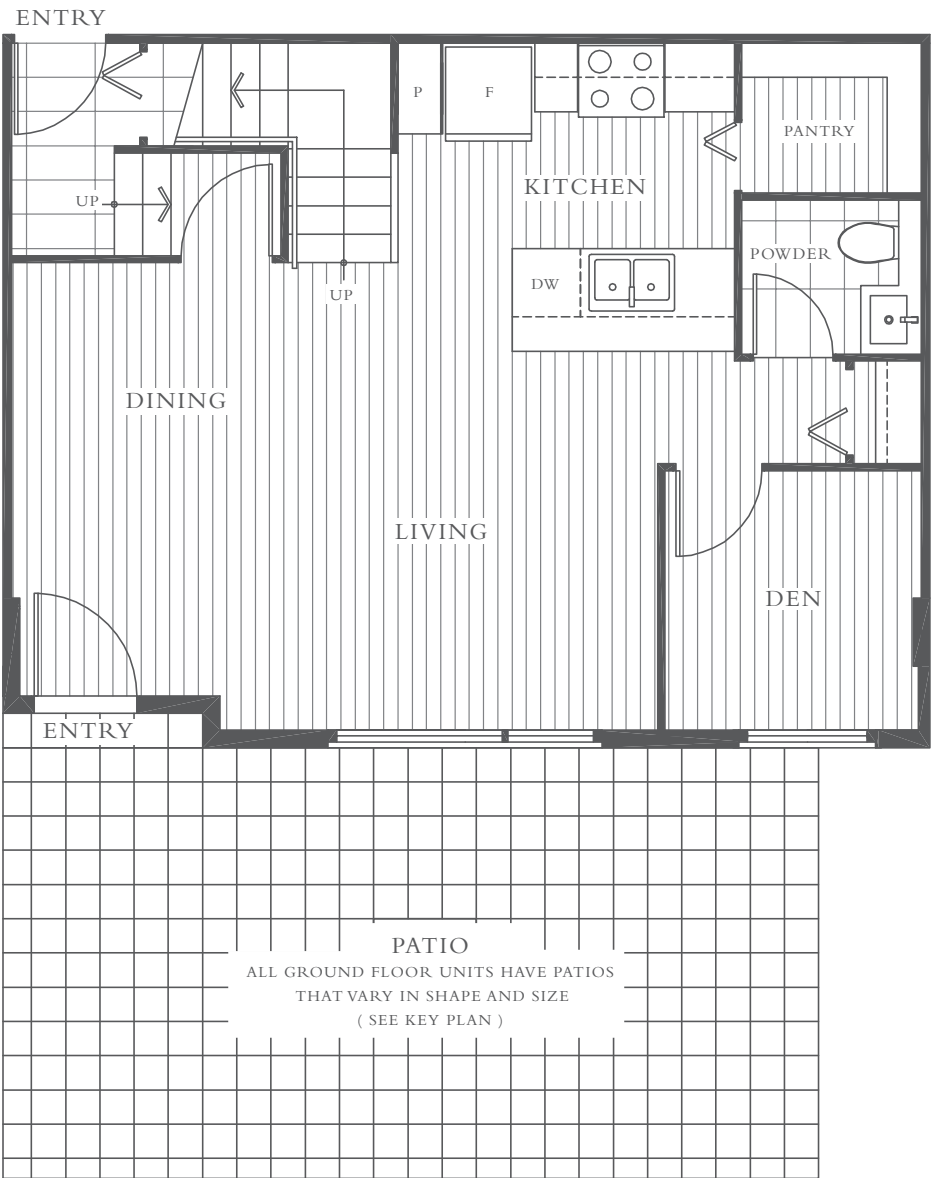 ENTRY
P
F
PANTRY
KITCHEN
UP
POWDER
DW
UP
DINING
LIVING
DEN
ENTRY
PATIO
ALL GROUND FLOOR UNITS HAVE PATIOS
THAT VARY IN SHAPE AND SIZE
( SEE KEY PLAN )